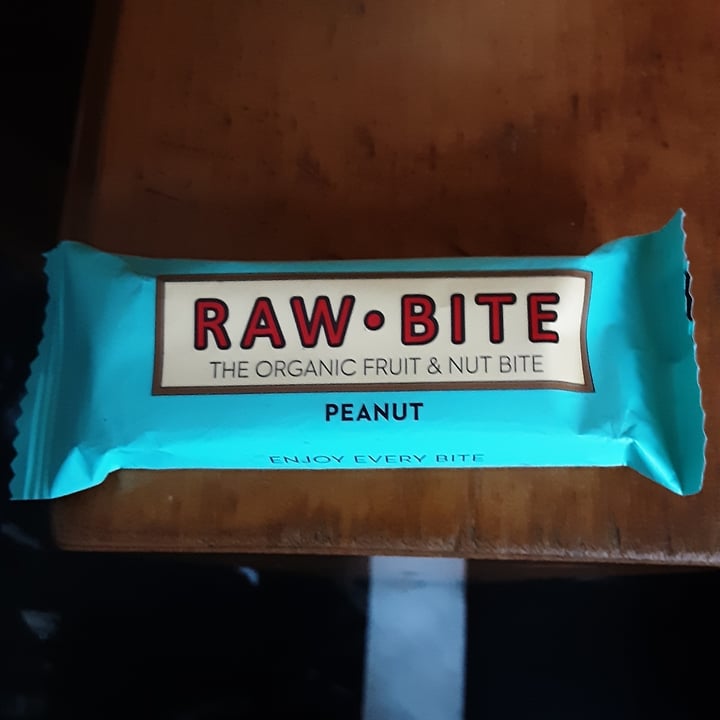 RAW•BITE
THE ORGANIC FRUIT & NUT BITE
PEANUT
ENJOY EVERY BITE